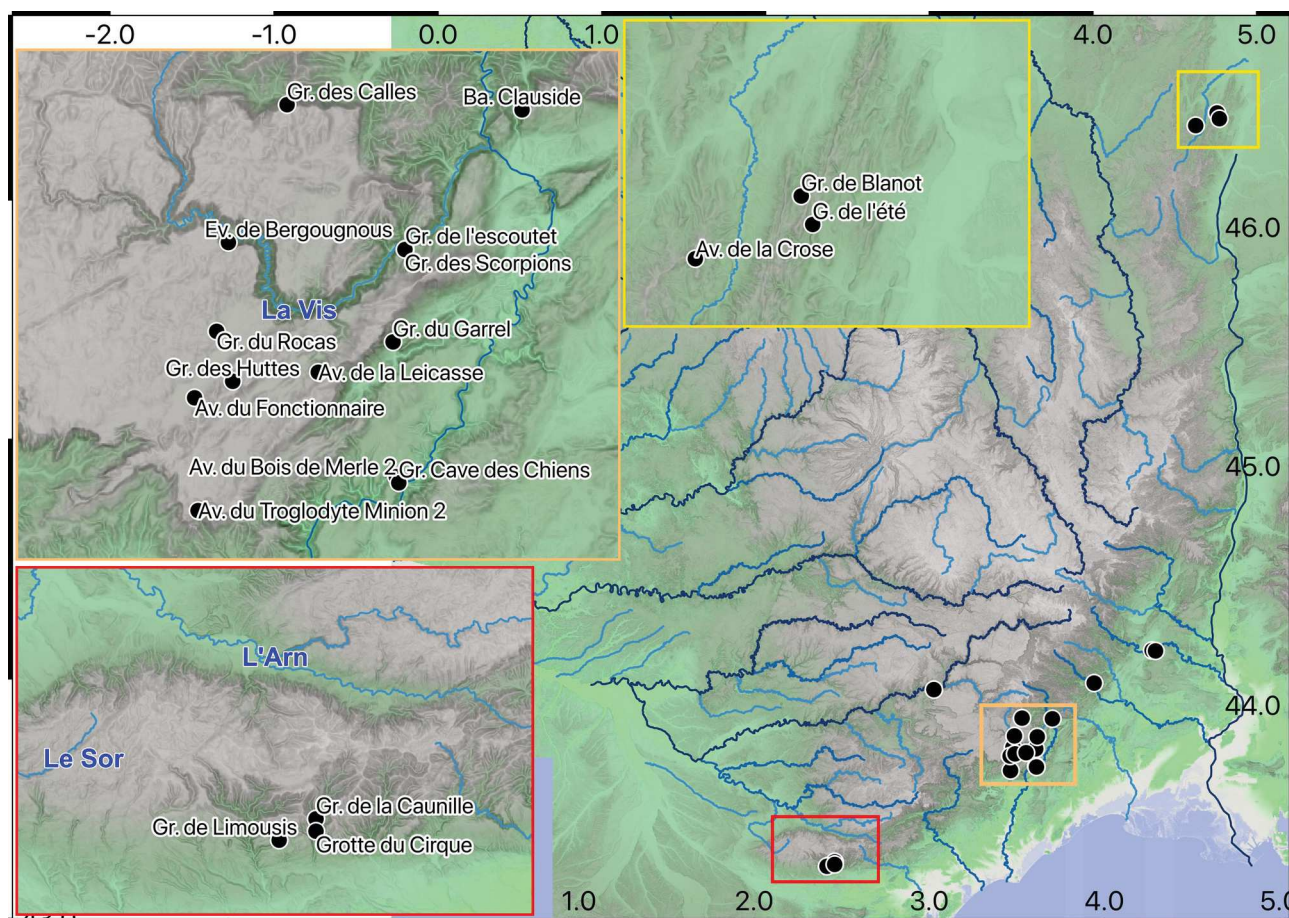 -2.0
-1.0
0.0
1.0
4.0
5.0
Gr. des Calles
Ba. Clauside
Ev. de Bergougnous
Gr. de l'escoutet
Gr. des Scorpions
La Vis
Gr. du Rocas
Gr. du Garrel
Gr. des Huttes
Av. de la Leicasse
Av. du Fonctionnaire
Av. du Bois de Merle 2
Gr. Cave des Chiens
Av. du Troglodyte Minion 2
Gr. de Blanot
G. de l'été
Av. de la Crose
46.0
45.0
44.0
L'Arn
Le Sor
Gr. de la Caunille
Gr. de Limousis
Grotte du Cirque
1.0
2.0
3.0
4.0
5.0